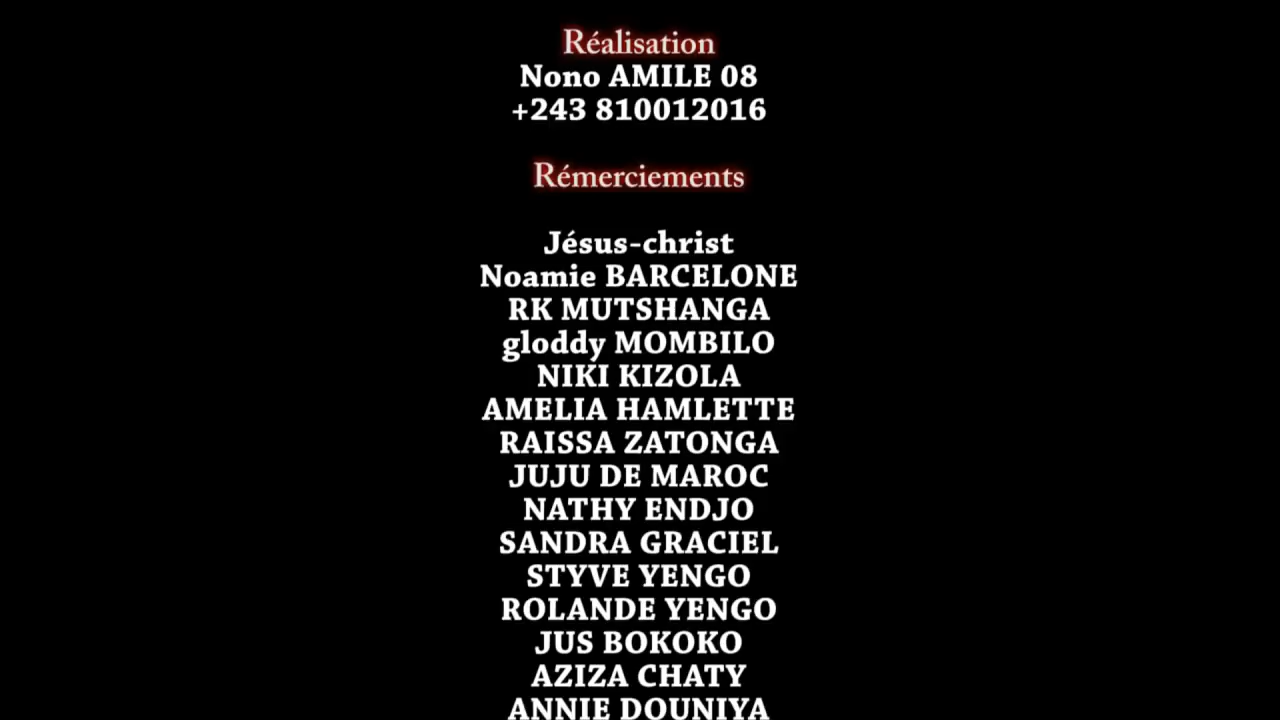 Réalisation
Nono AMILE 08
+243 810012016
Rémerciements
Jésus-christ
Noamie BARCELONE
RK MUTSHANGA
gloddy MOMBILO
NIKI KIZOLA
AMELIA HAMLETTE
RAISSA ZATONGA
JUJU DE MAROC
NATHY ENDJO
SANDRA GRACIEL
STYVE YENGO
ROLANDE YENGO
JUS BOKOKO
AZIZA CHATY
ANNIE DOUNIYA